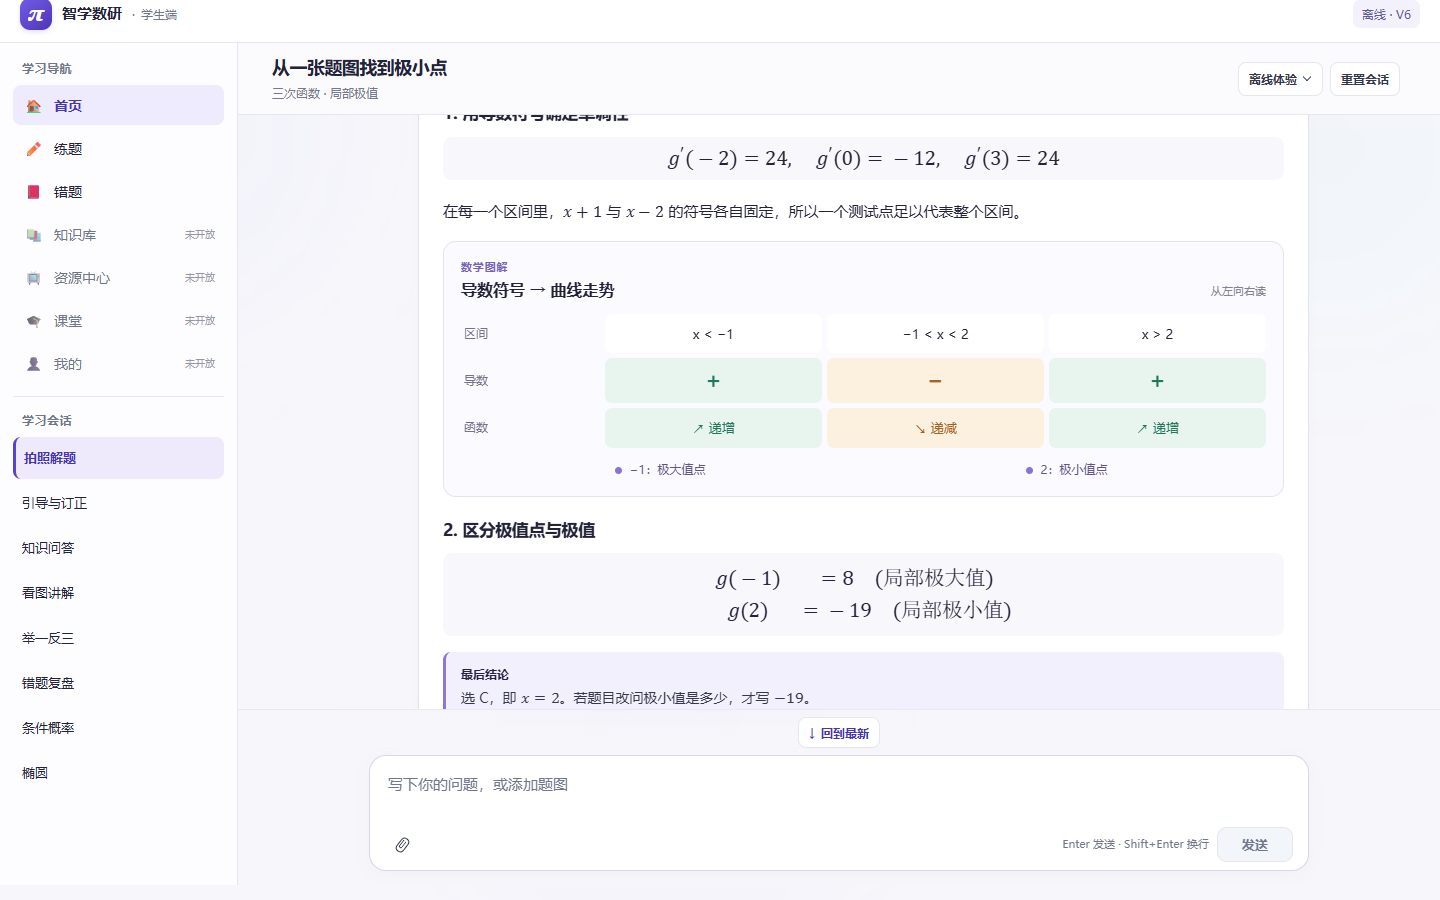 智学数研 · 学生端
离线 · V6
学习导航
首页
练题
错题
知识库 未开放
资源中心 未开放
课堂 未开放
我的 未开放
学习会话
拍照解题
引导与订正
知识问答
看图讲解
举一反三
错题复盘
条件概率
椭圆
从一张题图找到极小点
三次函数 · 局部极值
离线体验
重置会话
1. 用导数符号确定单调性
g′(−2) = 24, g′(0) = −12, g′(3) = 24
在每一个区间里，x + 1 与 x − 2 的符号各自固定，所以一个测试点足以代表整个区间。
数学图解
导数符号 → 曲线走势
从左向右读
区间 x < −1 −1 < x < 2 x > 2
导数 + − +
函数 ↗ 递增 ↘ 递减 ↗ 递增
−1：极大值点 2：极小值点
2. 区分极值点与极值
g(−1) = 8 (局部极大值)
g(2) = −19 (局部极小值)
最后结论
选 C，即 x = 2。若题目改问极小值是多少，才写 −19。
↓ 回到最新
写下你的问题，或添加题图
Enter 发送 · Shift+Enter 换行
发送